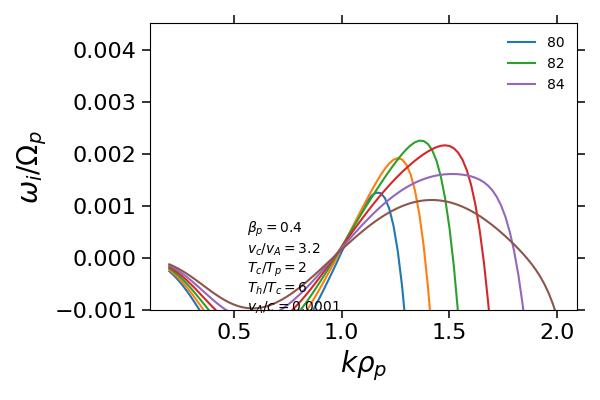 0.004
0.003
0.002
0.001
0.000
−0.001
ω_i/Ω_p
80
82
84
β_p = 0.4
v_c/v_A = 3.2
T_c/T_p = 2
T_h/T_c = 6
v_A/c = 0.0001
0.5
1.0
1.5
2.0
kρ_p